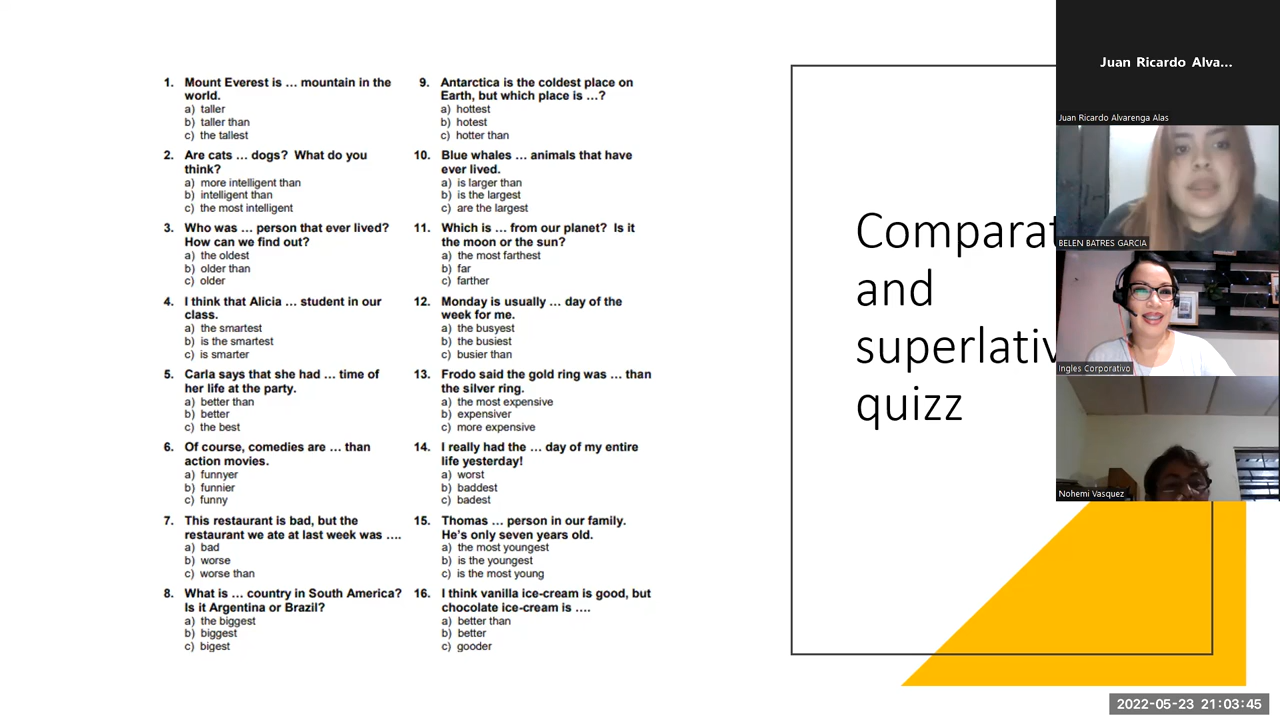 1. Mount Everest is … mountain in the
world.
a) taller
b) taller than
c) the tallest
2. Are cats … dogs? What do you
think?
a) more intelligent than
b) intelligent than
c) the most intelligent
3. Who was … person that ever lived?
How can we find out?
a) the oldest
b) older than
c) older
4. I think that Alicia … student in our
class.
a) the smartest
b) is the smartest
c) is smarter
5. Carla says that she had … time of
her life at the party.
a) better than
b) better
c) the best
6. Of course, comedies are … than
action movies.
a) funnyer
b) funnier
c) funny
7. This restaurant is bad, but the
restaurant we ate at last week was ….
a) bad
b) worse
c) worse than
8. What is … country in South America?
Is it Argentina or Brazil?
a) the biggest
b) biggest
c) bigest
9. Antarctica is the coldest place on
Earth, but which place is …?
a) hottest
b) hotest
c) hotter than
10. Blue whales … animals that have
ever lived.
a) is larger than
b) is the largest
c) are the largest
11. Which is … from our planet? Is it
the moon or the sun?
a) the most farthest
b) far
c) farther
12. Monday is usually … day of the
week for me.
a) the busyest
b) the busiest
c) busier than
13. Frodo said the gold ring was … than
the silver ring.
a) the most expensive
b) expensiver
c) more expensive
14. I really had the … day of my entire
life yesterday!
a) worst
b) baddest
c) badest
15. Thomas … person in our family.
He's only seven years old.
a) the most youngest
b) is the youngest
c) is the most young
16. I think vanilla ice-cream is good, but
chocolate ice-cream is ….
a) better than
b) better
c) gooder
Comparat
and
superlativ
quizz
Juan Ricardo Alva...
Juan Ricardo Alvarenga Alas
BELEN BATRES GARCIA
Ingles Corporativo
Nohemi Vasquez
2022-05-23 21:03:45